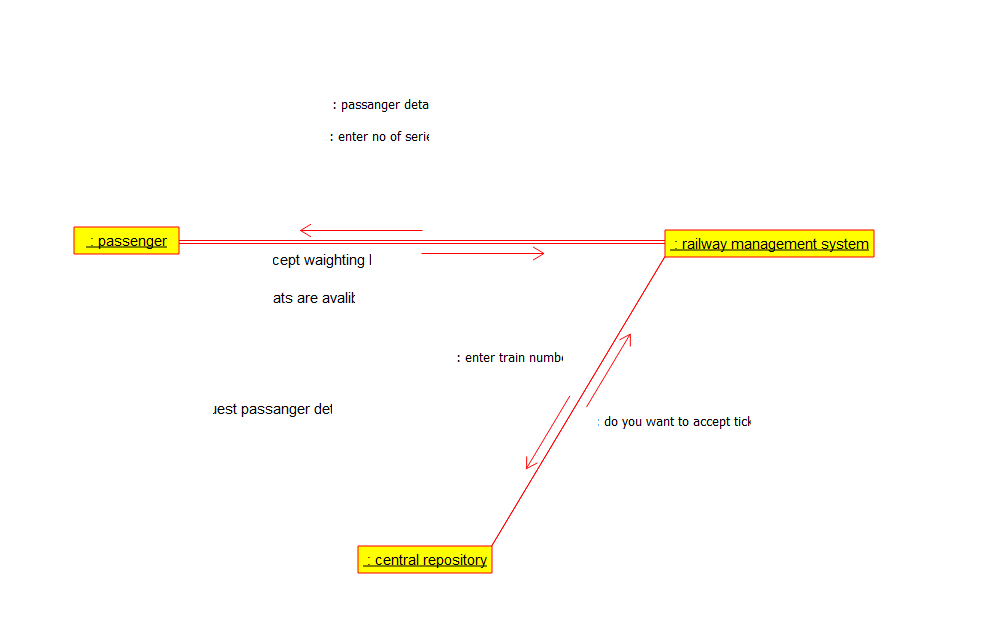 : passanger deta
: enter no of serie
: passenger
: railway management system
cept waighting l
ats are avalib
: enter train numbe
uest passanger det
: do you want to accept tick
: central repository